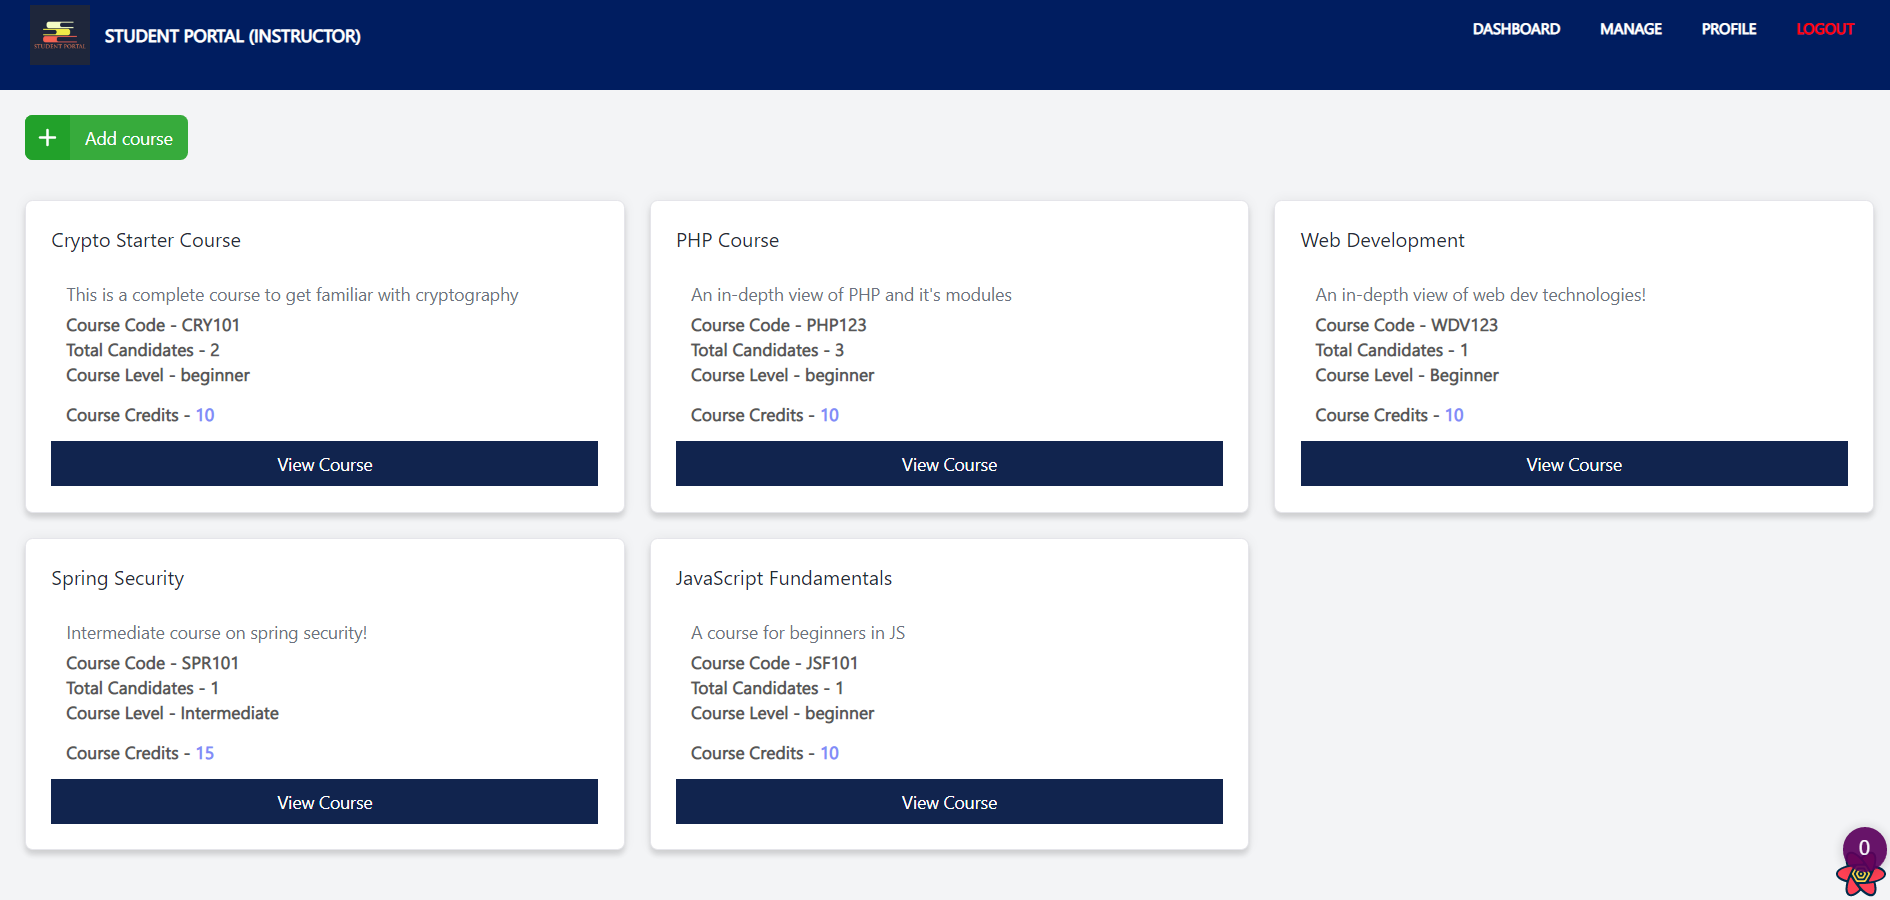 STUDENT PORTAL
STUDENT PORTAL (INSTRUCTOR)
DASHBOARD
MANAGE
PROFILE
LOGOUT
+ Add course
Crypto Starter Course
This is a complete course to get familiar with cryptography
Course Code - CRY101
Total Candidates - 2
Course Level - beginner
Course Credits - 10
View Course
PHP Course
An in-depth view of PHP and it's modules
Course Code - PHP123
Total Candidates - 3
Course Level - beginner
Course Credits - 10
View Course
Web Development
An in-depth view of web dev technologies!
Course Code - WDV123
Total Candidates - 1
Course Level - Beginner
Course Credits - 10
View Course
Spring Security
Intermediate course on spring security!
Course Code - SPR101
Total Candidates - 1
Course Level - Intermediate
Course Credits - 15
View Course
JavaScript Fundamentals
A course for beginners in JS
Course Code - JSF101
Total Candidates - 1
Course Level - beginner
Course Credits - 10
View Course
0